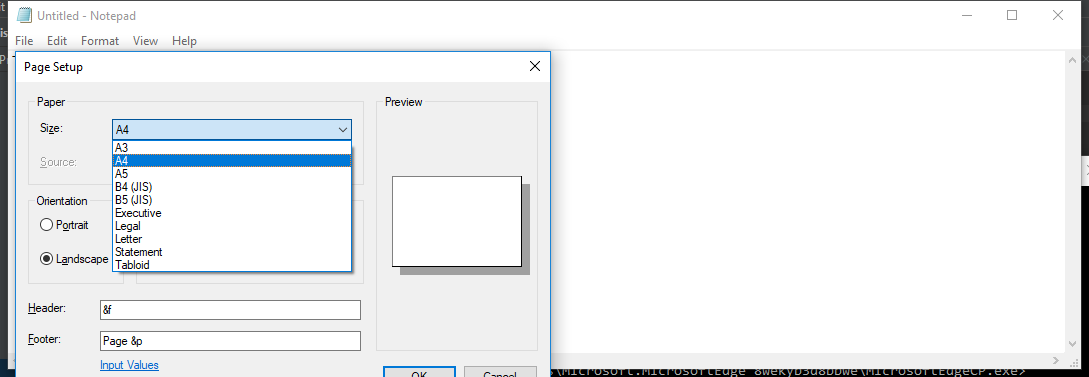 Untitled - Notepad
File Edit Format View Help
Page Setup
Paper
Size:
A4
A3
A4
A5
B4 (JIS)
B5 (JIS)
Executive
Legal
Letter
Statement
Tabloid
Source:
Orientation
Portrait
Landscape
Preview
Header:
&f
Footer:
Page &p
Input Values
OK
Cancel
\Microsoft.MicrosoftEdge_8wekyb3d8bbwe\MicrosoftEdgeCP.exe>